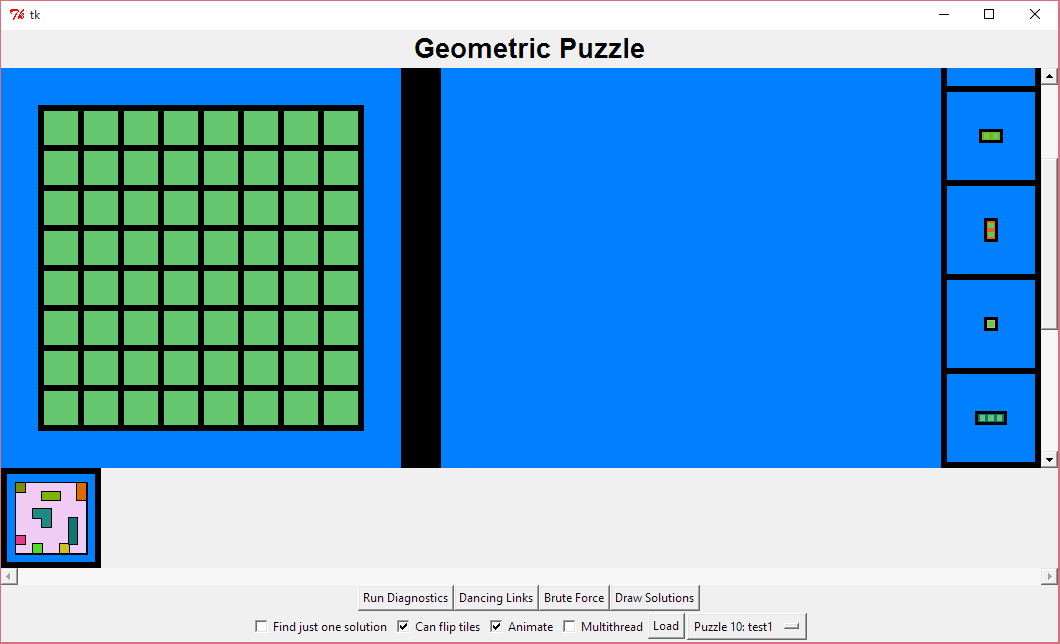 tk
Geometric Puzzle
Run Diagnostics Dancing Links Brute Force Draw Solutions
Find just one solution Can flip tiles Animate Multithread Load Puzzle 10: test1